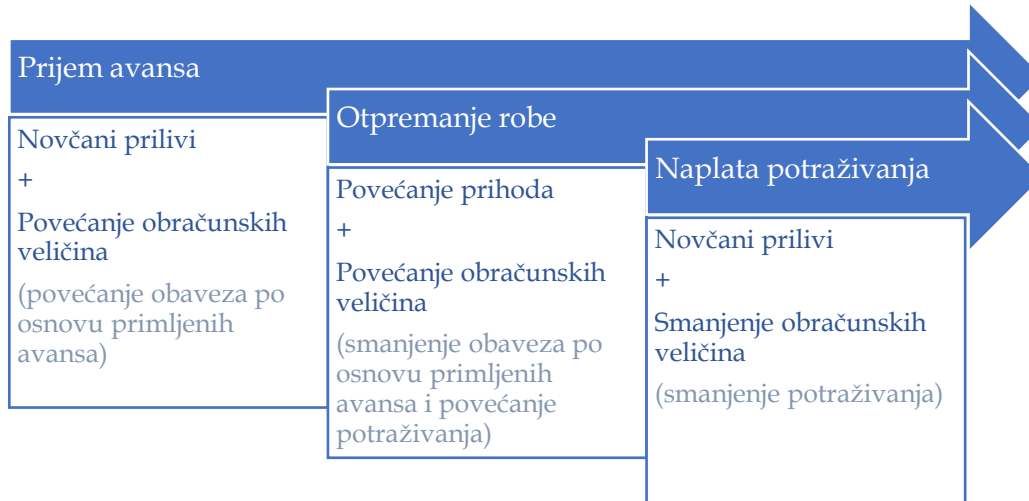 Prijem avansa
Novčani prilivi
+
Povećanje obračunskih
veličina
(povećanje obaveza po
osnovu primljenih
avansa)
Otpremanje robe
Povećanje prihoda
+
Povećanje obračunskih
veličina
(smanjenje obaveza po
osnovu primljenih
avansa i povećanje
potraživanja)
Naplata potraživanja
Novčani prilivi
+
Smanjenje obračunskih
veličina
(smanjenje potraživanja)